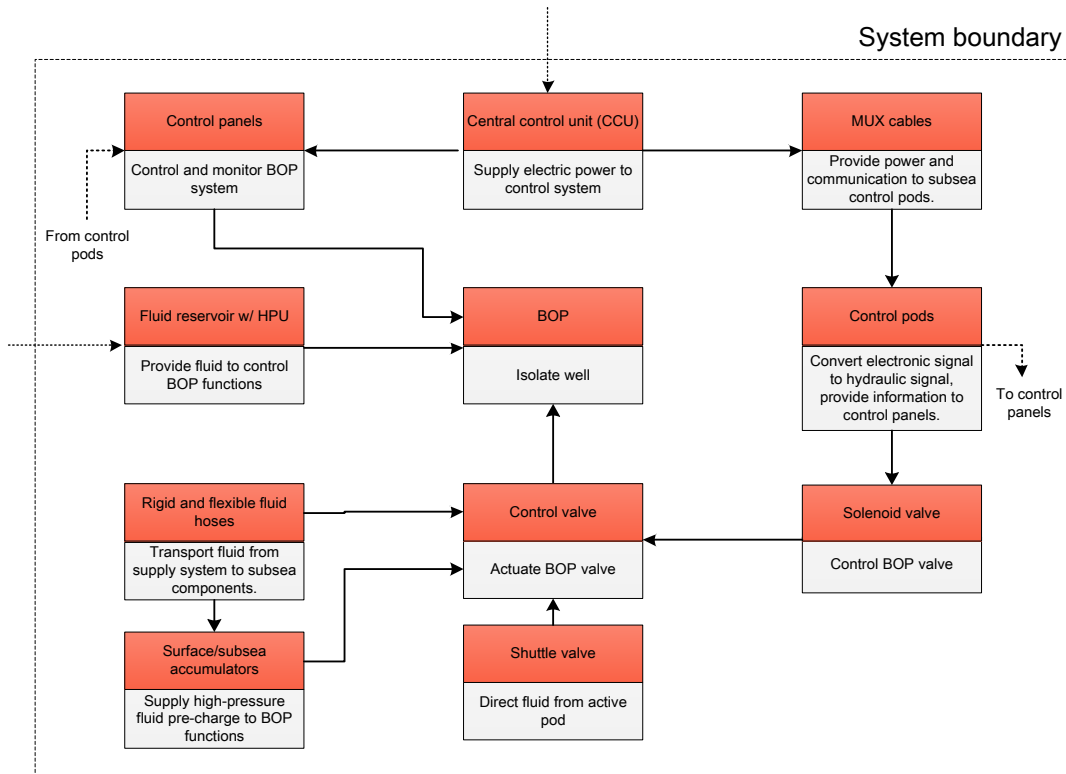 System boundary
Control panels
Control and monitor BOP
system
Central control unit (CCU)
Supply electric power to
control system
MUX cables
Provide power and
communication to subsea
control pods.
From control
pods
Fluid reservoir w/ HPU
Provide fluid to control
BOP functions
BOP
Isolate well
Control pods
Convert electronic signal
to hydraulic signal,
provide information to
control panels.
To control
panels
Rigid and flexible fluid
hoses
Transport fluid from
supply system to subsea
components.
Control valve
Actuate BOP valve
Solenoid valve
Control BOP valve
Surface/subsea
accumulators
Supply high-pressure
fluid pre-charge to BOP
functions
Shuttle valve
Direct fluid from active
pod